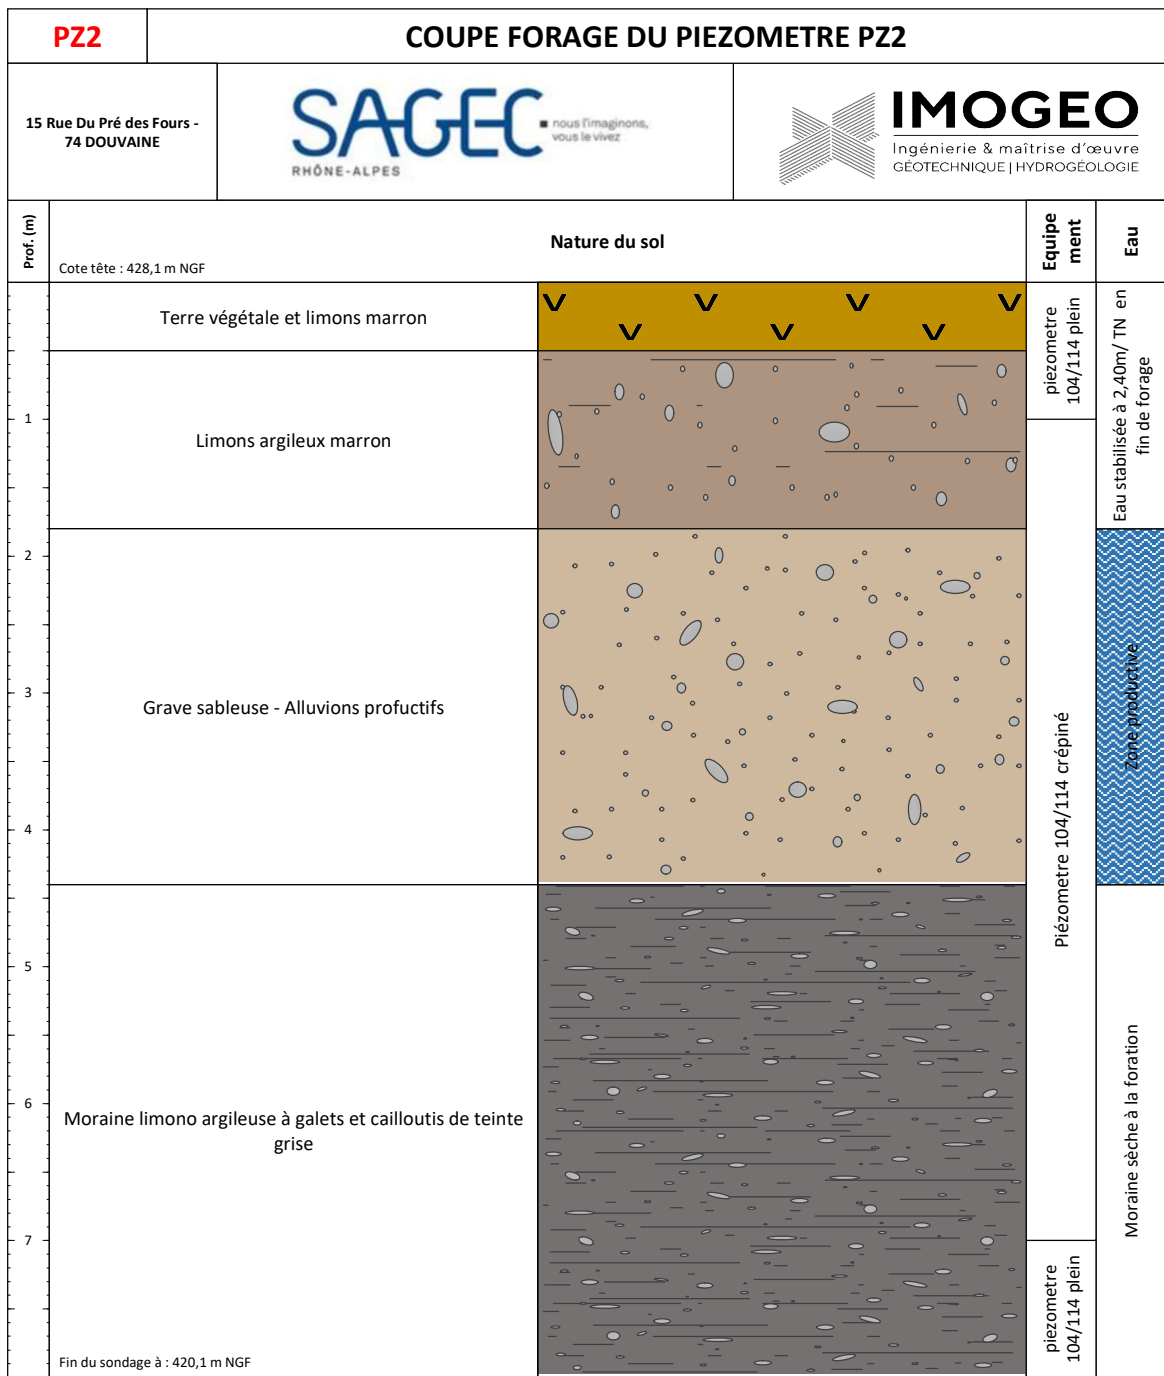 PZ2
COUPE FORAGE DU PIEZOMETRE PZ2
15 Rue Du Pré des Fours -
74 DOUVAINE
SAGEC
nous l'imaginons,
vous le vivez
RHÔNE-ALPES
IMOGEO
Ingénierie & maîtrise d'œuvre
GÉOTECHNIQUE | HYDROGÉOLOGIE
Prof. (m)
Nature du sol
Cote tête : 428,1 m NGF
Equipe
ment
Eau
Terre végétale et limons marron
piezometre
104/114 plein
Eau stabilisée à 2,40m/ TN en
fin de forage
1
Limons argileux marron
2
Grave sableuse - Alluvions profuctifs
3
4
Zone productive
Piézometre 104/114 crépiné
5
6
Moraine limono argileuse à galets et cailloutis de teinte
grise
Moraine sèche à la foration
7
piezometre
104/114 plein
Fin du sondage à : 420,1 m NGF